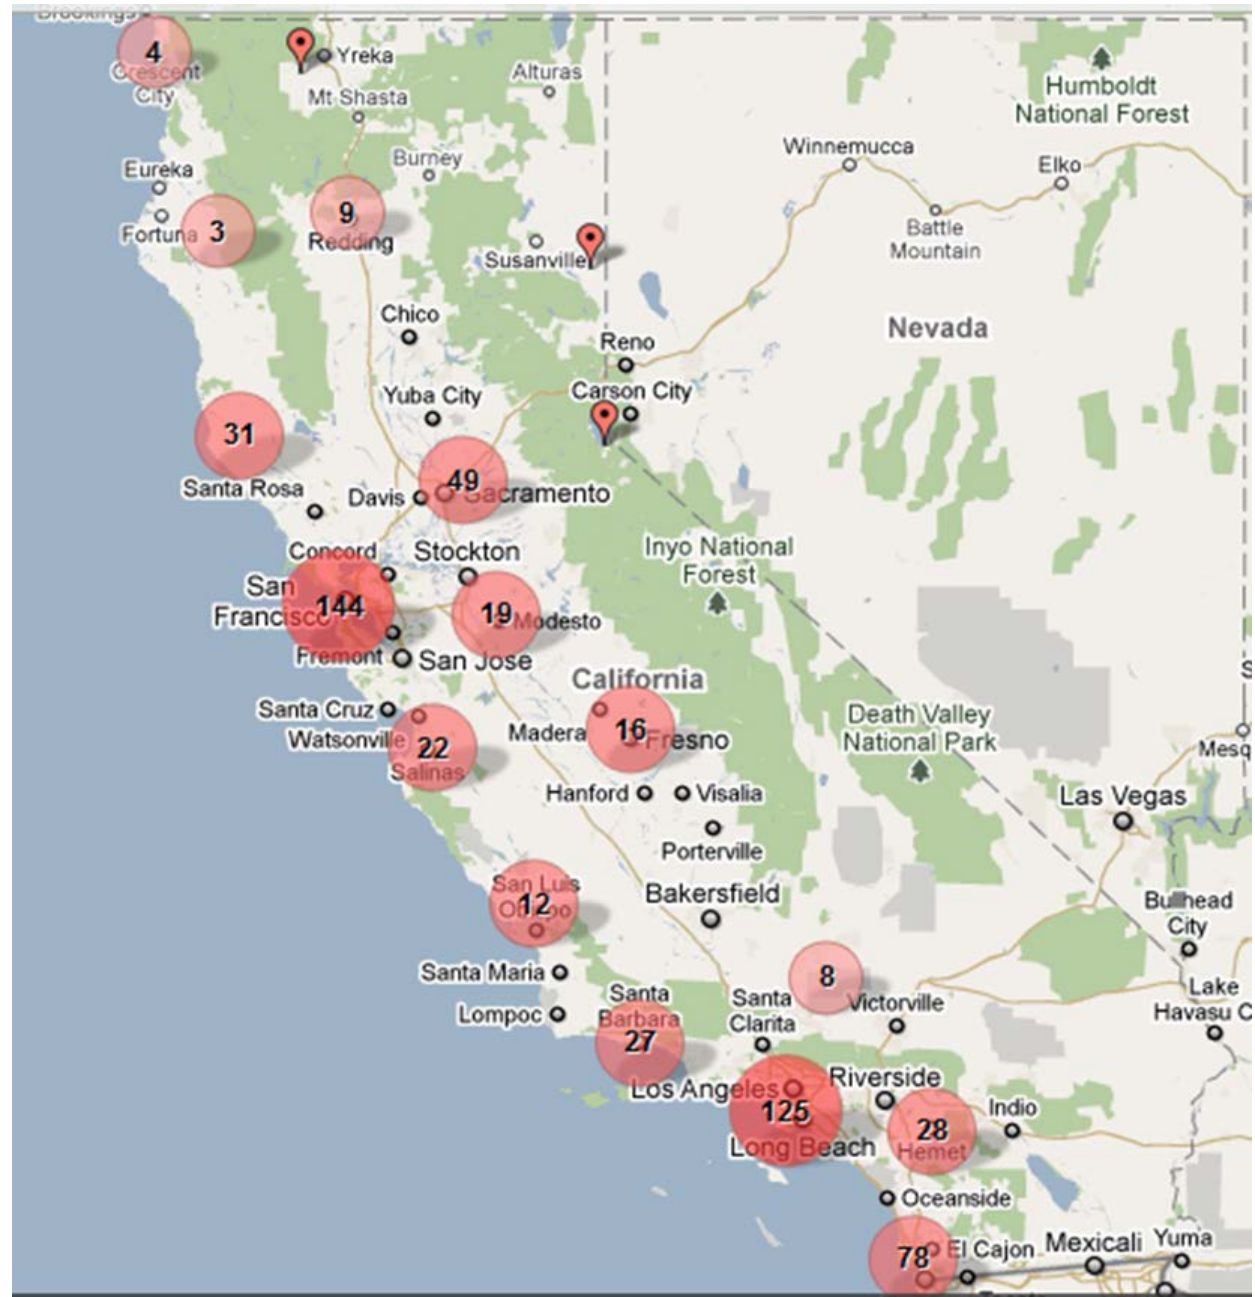 Brookings
4
Crescent
City
Yreka
Alturas
Mt Shasta
Humboldt
National Forest
Winnemucca
Elko
Burney
Eureka
Fortuna
3
9
Redding
Battle
Mountain
Susanville
Chico
Reno
Nevada
Yuba City
Carson City
31
49
Santa Rosa
Davis
Sacramento
Concord
Stockton
Inyo National
Forest
San
Francisco
144
19
Modesto
Fremont
San Jose
California
Santa Cruz
Watsonville
22
Salinas
Madera
16
Fresno
Death Valley
National Park
Mesq
S
Hanford
Visalia
Las Vegas
Porterville
San Luis
Obispo
12
Bakersfield
Bullhead
City
Santa Maria
8
Lompoc
Santa
Barbara
27
Santa
Clarita
Victorville
Lake
Havasu C
Los Angeles
Riverside
125
Long Beach
28
Hemet
Indio
Oceanside
78
El Cajon
Mexicali
Yuma